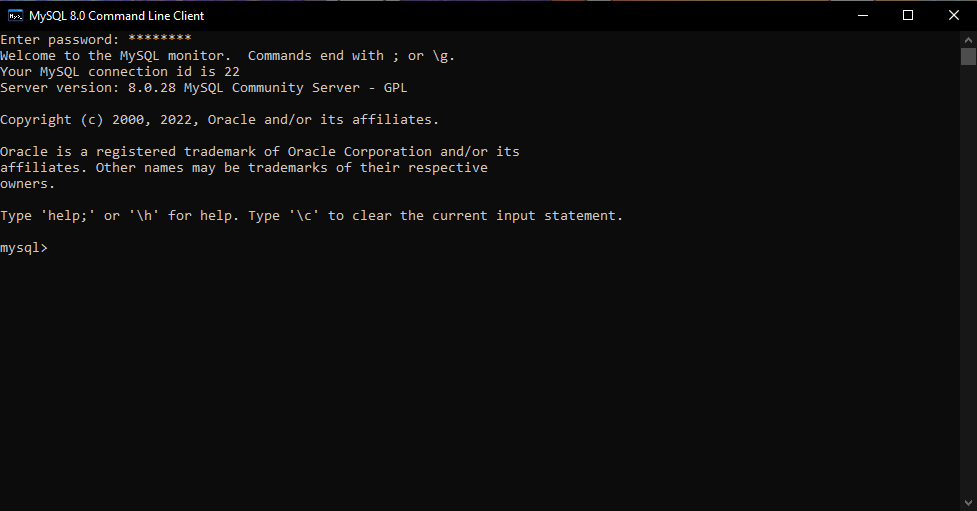 MySQL 8.0 Command Line Client
Enter password: ********
Welcome to the MySQL monitor.  Commands end with ; or \g.
Your MySQL connection id is 22
Server version: 8.0.28 MySQL Community Server - GPL
Copyright (c) 2000, 2022, Oracle and/or its affiliates.
Oracle is a registered trademark of Oracle Corporation and/or its
affiliates. Other names may be trademarks of their respective
owners.
Type 'help;' or '\h' for help. Type '\c' to clear the current input statement.
mysql>